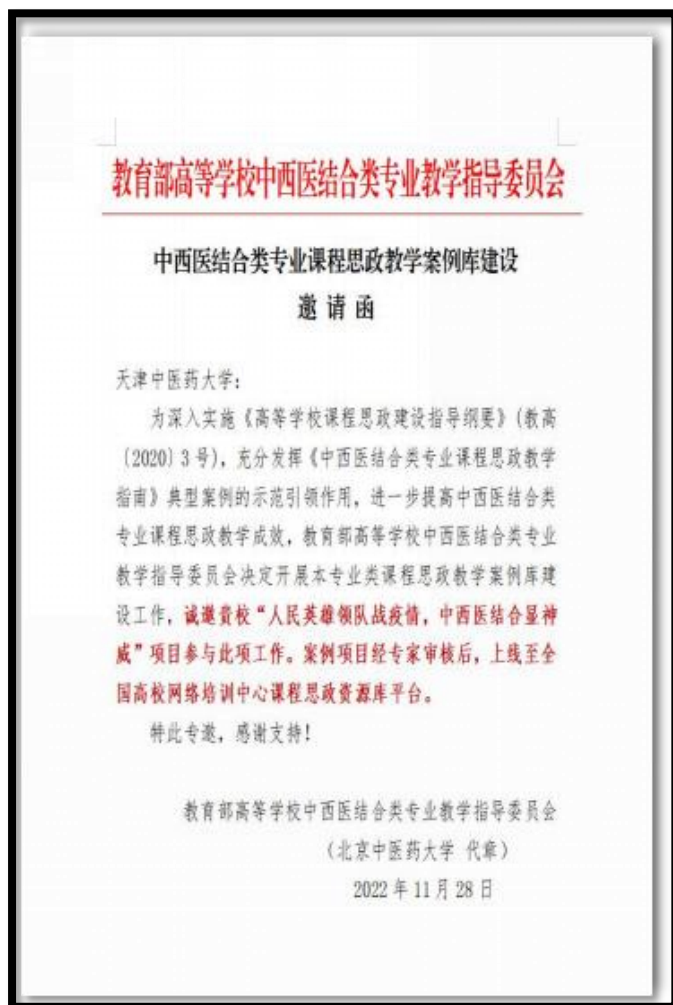 教育部高等学校中西医结合类专业教学指导委员会
中西医结合类专业课程思政教学案例库建设
邀 请 函
天津中医药大学：
为深入实施《高等学校课程思政建设指导纲要》（教高
〔2020〕3号），充分发挥《中西医结合类专业课程思政教学
指南》典型案例的示范引领作用，进一步提高中西医结合类
专业课程思政教学成效，教育部高等学校中西医结合类专业
教学指导委员会决定开展本专业类课程思政教学案例库建
设工作，诚邀贵校“人民英雄领队战疫情，中西医结合显神
威”项目参与此项工作。案例项目经专家审核后，上线至全
国高校网络培训中心课程思政资源库平台。
特此专邀，感谢支持！
教育部高等学校中西医结合类专业教学指导委员会
（北京中医药大学 代章）
2022年11月28日